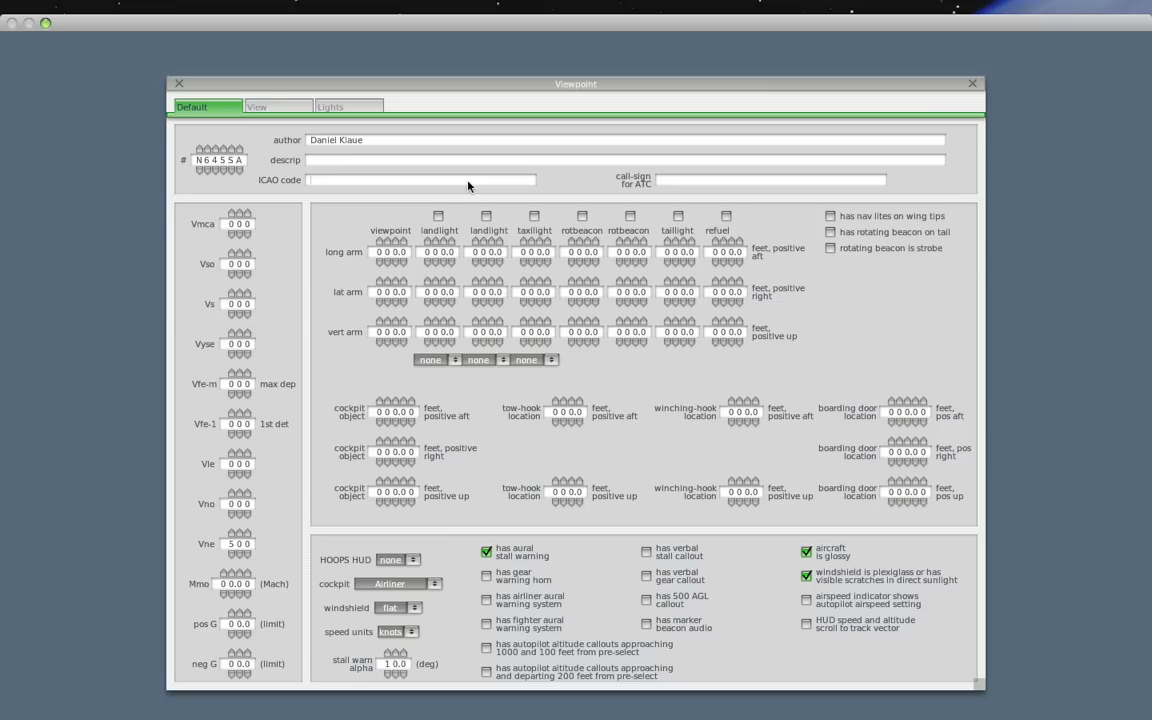 Viewpoint
Default View Lights
author Daniel Klaue
# N645SA descrip
ICAO code call-sign for ATC
Vmca 000
Vso 000
Vs 000
Vyse 000
Vfe-m 000 max dep
Vfe-1 000 1st det
Vle 000
Vno 000
Vne 500
Mmo 00.00 (Mach)
pos G 00.0 (limit)
neg G 00.0 (limit)
viewpoint landlight landlight taxilight rotbeacon rotbeacon taillight refuel
long arm 000.0 000.0 000.0 000.0 000.0 000.0 000.0 000.0 feet, positive aft
lat arm 000.0 000.0 000.0 000.0 000.0 000.0 000.0 000.0 feet, positive right
vert arm 000.0 000.0 000.0 000.0 000.0 000.0 000.0 000.0 feet, positive up
none none none
has nav lites on wing tips
has rotating beacon on tail
rotating beacon is strobe
cockpit object 000.00 feet, positive aft tow-hook location 000.0 feet, positive aft winching-hook location 000.0 feet, positive aft boarding door location 000.00 feet, pos aft
cockpit object 000.00 feet, positive right boarding door location 000.00 feet, pos right
cockpit object 000.00 feet, positive up tow-hook location 000.0 feet, positive up winching-hook location 000.0 feet, positive up boarding door location 000.00 feet, pos up
HOOPS HUD none
cockpit Airliner
windshield flat
speed units knots
stall warn alpha 10.0 (deg)
has aural stall warning
has gear warning horn
has airliner aural warning system
has fighter aural warning system
has autopilot altitude callouts approaching 1000 and 100 feet from pre-select
has autopilot altitude callouts approaching and departing 200 feet from pre-select
has verbal stall callout
has verbal gear callout
has 500 AGL callout
has marker beacon audio
aircraft is glossy
windshield is plexiglass or has visible scratches in direct sunlight
airspeed indicator shows autopilot airspeed setting
HUD speed and altitude scroll to track vector